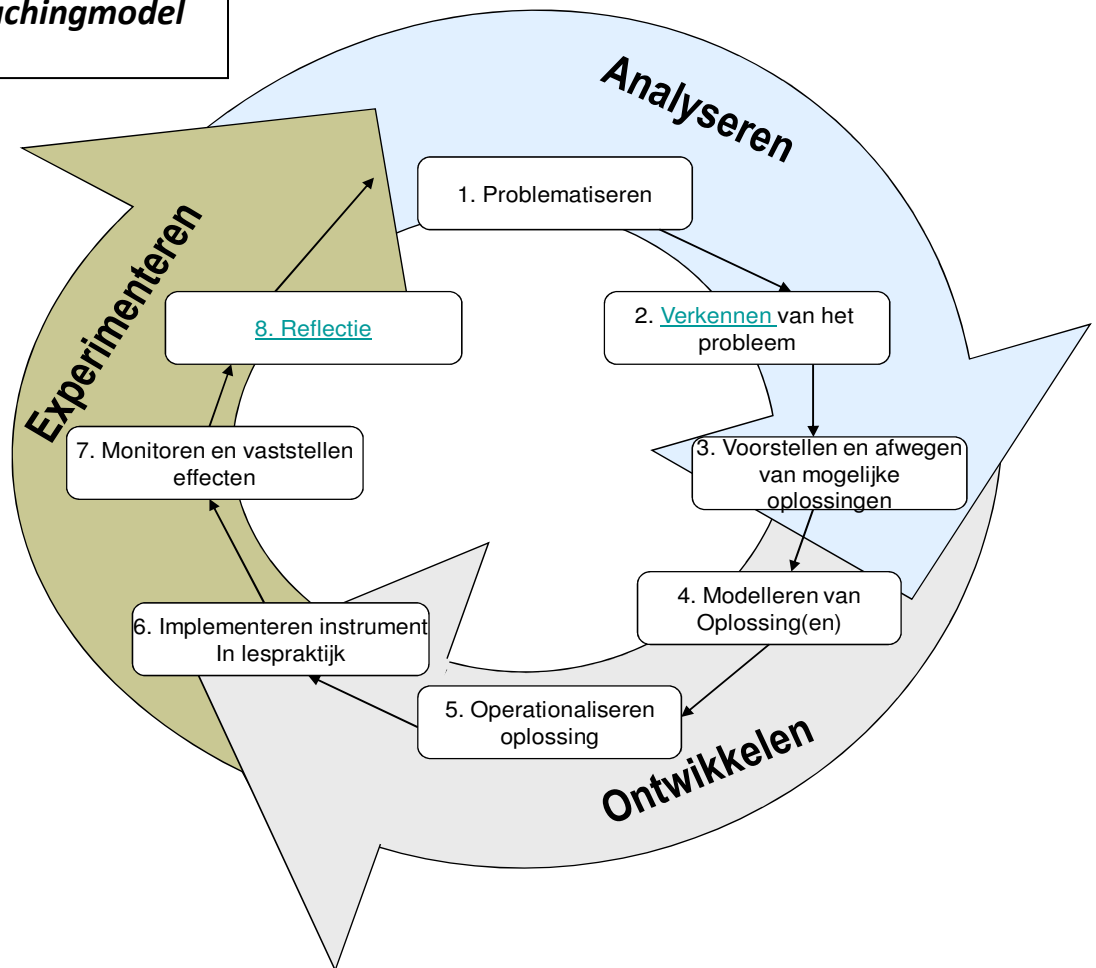 chingmodel
Analyseren
1. Problematiseren
2. Verkennen van het
probleem
3. Voorstellen en afwegen
van mogelijke
oplossingen
4. Modelleren van
Oplossing(en)
5. Operationaliseren
oplossing
Ontwikkelen
6. Implementeren instrument
In lespraktijk
7. Monitoren en vaststellen
effecten
8. Reflectie
Experimenteren